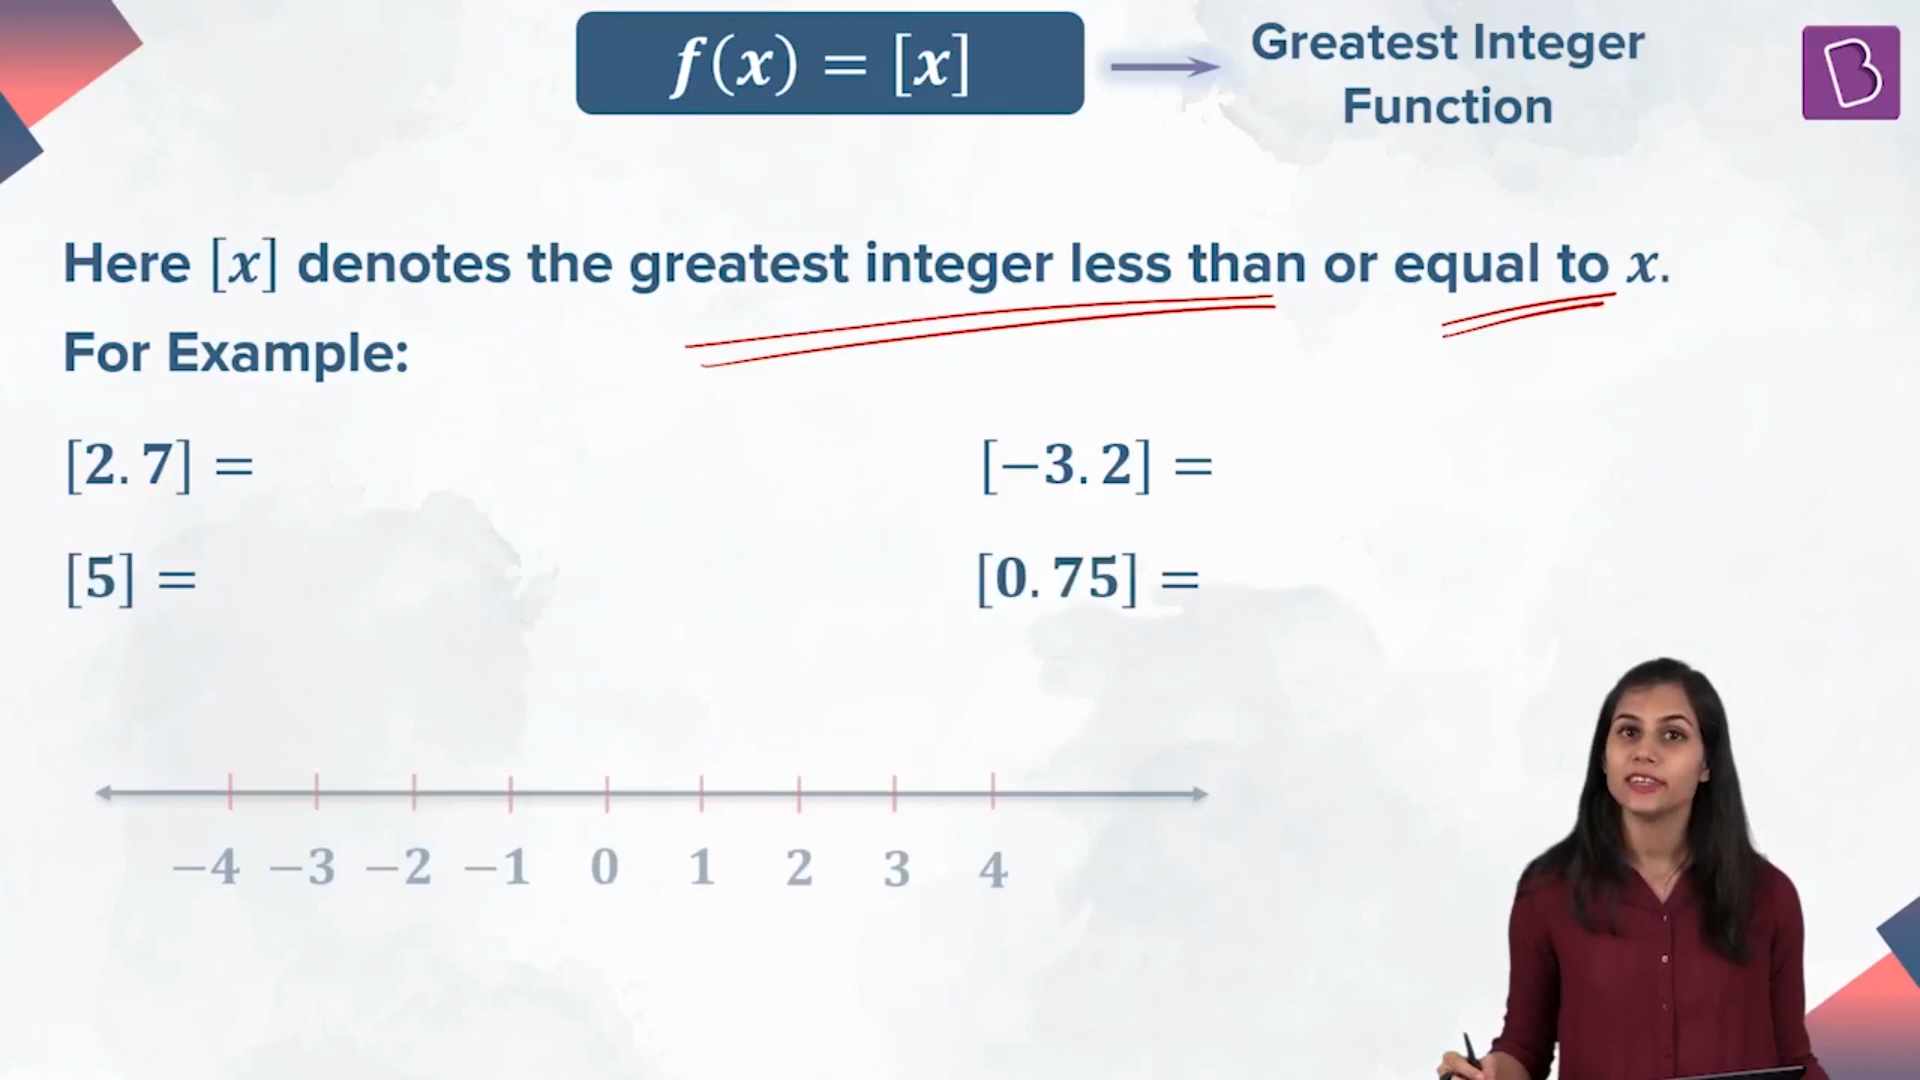 f(x) = [x]
Greatest Integer
Function
Here [x] denotes the greatest integer less than or equal to x.
For Example:
[2.7] =
[−3.2] =
[5] =
[0.75] =
−4 −3 −2 −1 0 1 2 3 4